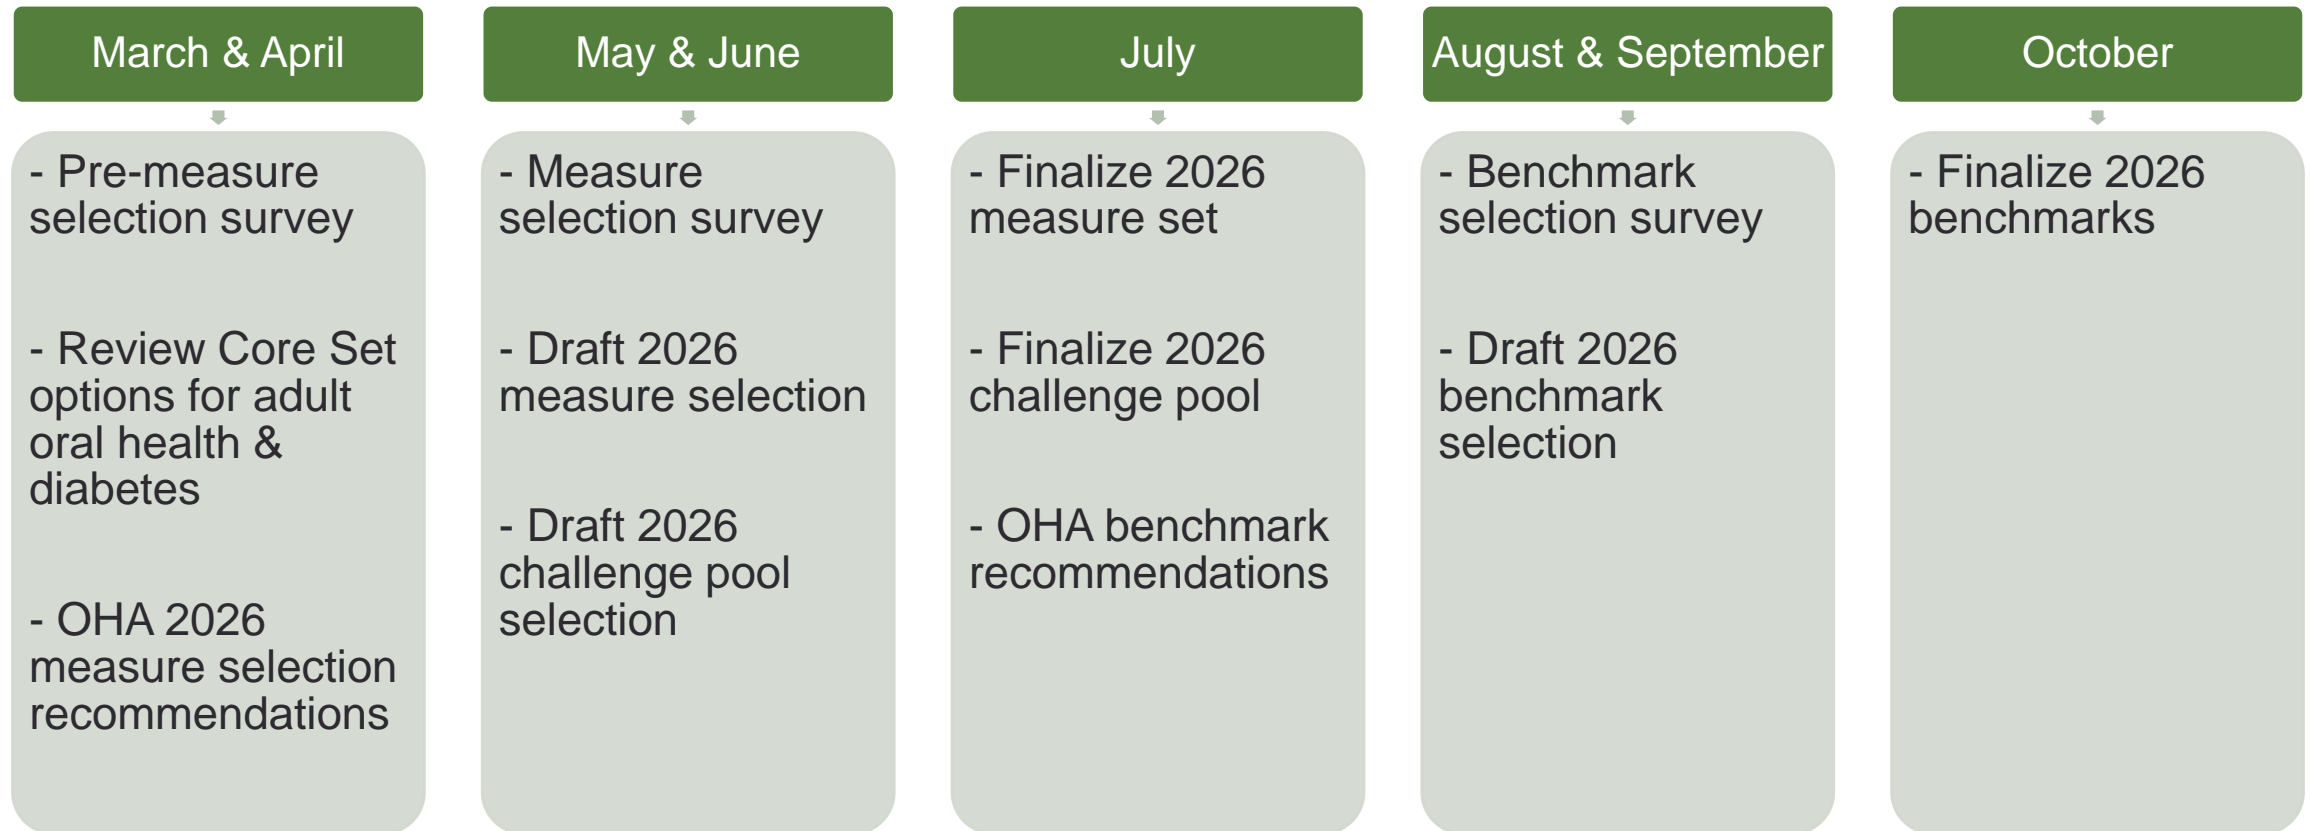 March & April
- Pre-measure
selection survey
- Review Core Set
options for adult
oral health &
diabetes
- OHA 2026
measure selection
recommendations
May & June
- Measure
selection survey
- Draft 2026
measure selection
- Draft 2026
challenge pool
selection
July
- Finalize 2026
measure set
- Finalize 2026
challenge pool
- OHA benchmark
recommendations
August & September
- Benchmark
selection survey
- Draft 2026
benchmark
selection
October
- Finalize 2026
benchmarks